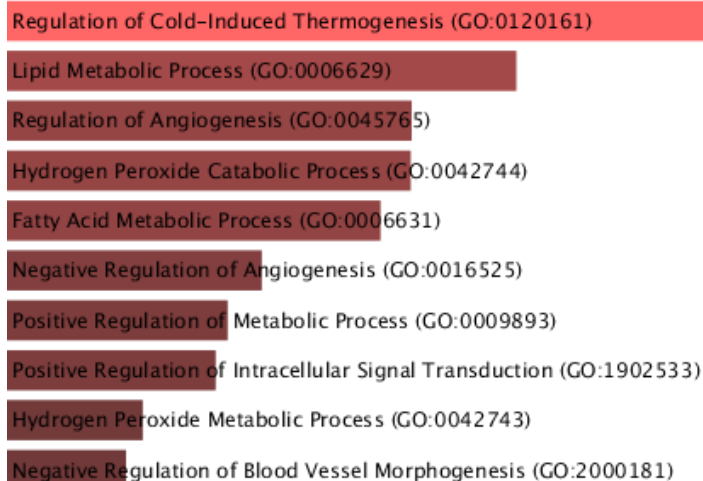 Regulation of Cold-Induced Thermogenesis (GO:0120161)
Lipid Metabolic Process (GO:0006629)
Regulation of Angiogenesis (GO:0045765)
Hydrogen Peroxide Catabolic Process (GO:0042744)
Fatty Acid Metabolic Process (GO:0006631)
Negative Regulation of Angiogenesis (GO:0016525)
Positive Regulation of Metabolic Process (GO:0009893)
Positive Regulation of Intracellular Signal Transduction (GO:1902533)
Hydrogen Peroxide Metabolic Process (GO:0042743)
Negative Regulation of Blood Vessel Morphogenesis (GO:2000181)